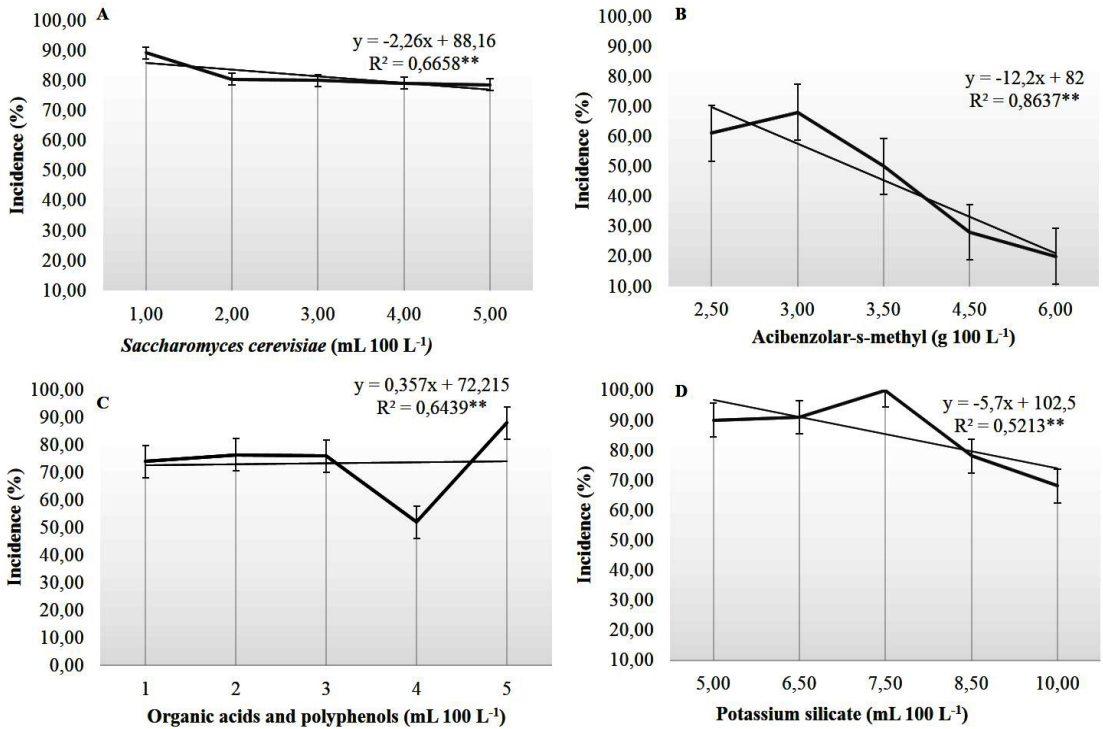 A
y = -2,26x + 88,16
R² = 0,6658**
100,00
90,00
80,00
70,00
60,00
50,00
40,00
30,00
20,00
10,00
Incidence (%)
1,00 2,00 3,00 4,00 5,00
Saccharomyces cerevisiae (mL 100 L⁻¹)
B
y = -12,2x + 82
R² = 0,8637**
100,00
90,00
80,00
70,00
60,00
50,00
40,00
30,00
20,00
10,00
Incidence (%)
2,50 3,00 3,50 4,50 6,00
Acibenzolar-s-methyl (g 100 L⁻¹)
C
y = 0,357x + 72,215
R² = 0,6439**
100,00
90,00
80,00
70,00
60,00
50,00
40,00
30,00
20,00
10,00
0,00
Incidence (%)
1 2 3 4 5
Organic acids and polyphenols (mL 100 L⁻¹)
D
y = -5,7x + 102,5
R² = 0,5213**
100,00
90,00
80,00
70,00
60,00
50,00
40,00
30,00
20,00
10,00
Incidence (%)
5,00 6,50 7,50 8,50 10,00
Potassium silicate (mL 100 L⁻¹)